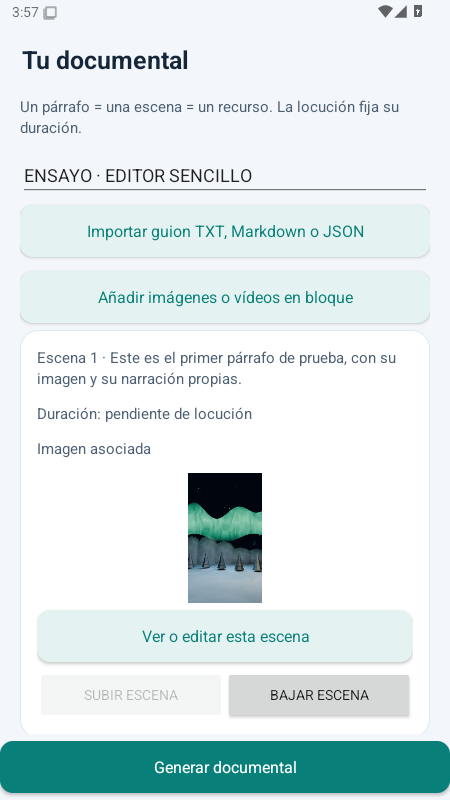 3:57
Tu documental
Un párrafo = una escena = un recurso. La locución fija su
duración.
ENSAYO · EDITOR SENCILLO
Importar guion TXT, Markdown o JSON
Añadir imágenes o vídeos en bloque
Escena 1 · Este es el primer párrafo de prueba, con su
imagen y su narración propias.
Duración: pendiente de locución
Imagen asociada
Ver o editar esta escena
SUBIR ESCENA
BAJAR ESCENA
Generar documental